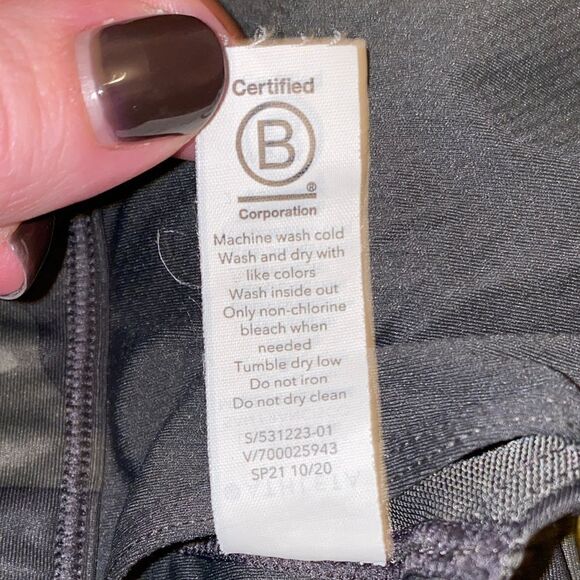 Certified
B
®
Corporation
Machine wash cold
Wash and dry with
like colors
Wash inside out
Only non-chlorine
bleach when
needed
Tumble dry low
Do not iron
Do not dry clean
S/531223-01
V/700025943
SP21 10/20